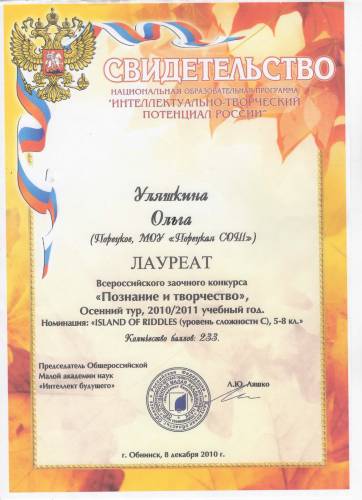 СВИДЕТЕЛЬСТВО
НАЦИОНАЛЬНАЯ ОБРАЗОВАТЕЛЬНАЯ ПРОГРАММА
"ИНТЕЛЛЕКТУАЛЬНО-ТВОРЧЕСКИЙ
ПОТЕНЦИАЛ РОССИИ"
Уляшкина
Ольга
(Порецкое, МОУ «Порецкая СОШ»)
ЛАУРЕАТ
Всероссийского заочного конкурса
«Познание и творчество»,
Осенний тур, 2010/2011 учебный год.
Номинация: «ISLAND OF RIDDLES (уровень сложности С), 5-8 кл.»
Количество баллов: 233.
Председатель Общероссийской
Малой академии наук
«Интеллект будущего»
Л.Ю. Ляшко
г. Обнинск, 8 декабря 2010 г.